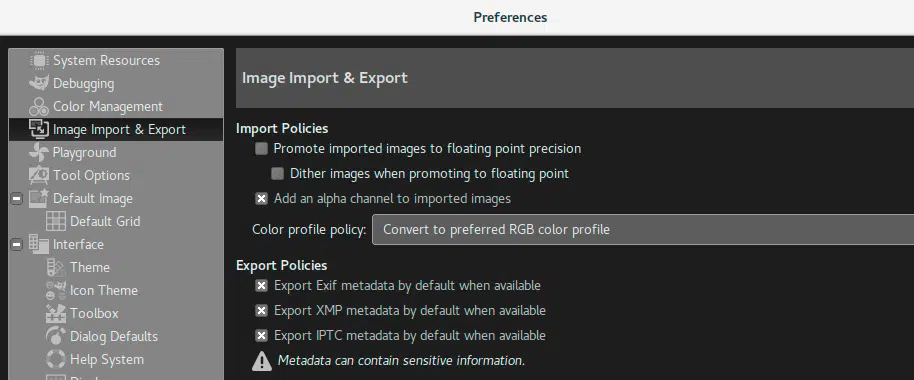 Preferences
System Resources
Debugging
Color Management
Image Import & Export
Playground
Tool Options
Default Image
Default Grid
Interface
Theme
Icon Theme
Toolbox
Dialog Defaults
Help System
Image Import & Export
Import Policies
Promote imported images to floating point precision
Dither images when promoting to floating point
Add an alpha channel to imported images
Color profile policy: Convert to preferred RGB color profile
Export Policies
Export Exif metadata by default when available
Export XMP metadata by default when available
Export IPTC metadata by default when available
Metadata can contain sensitive information.